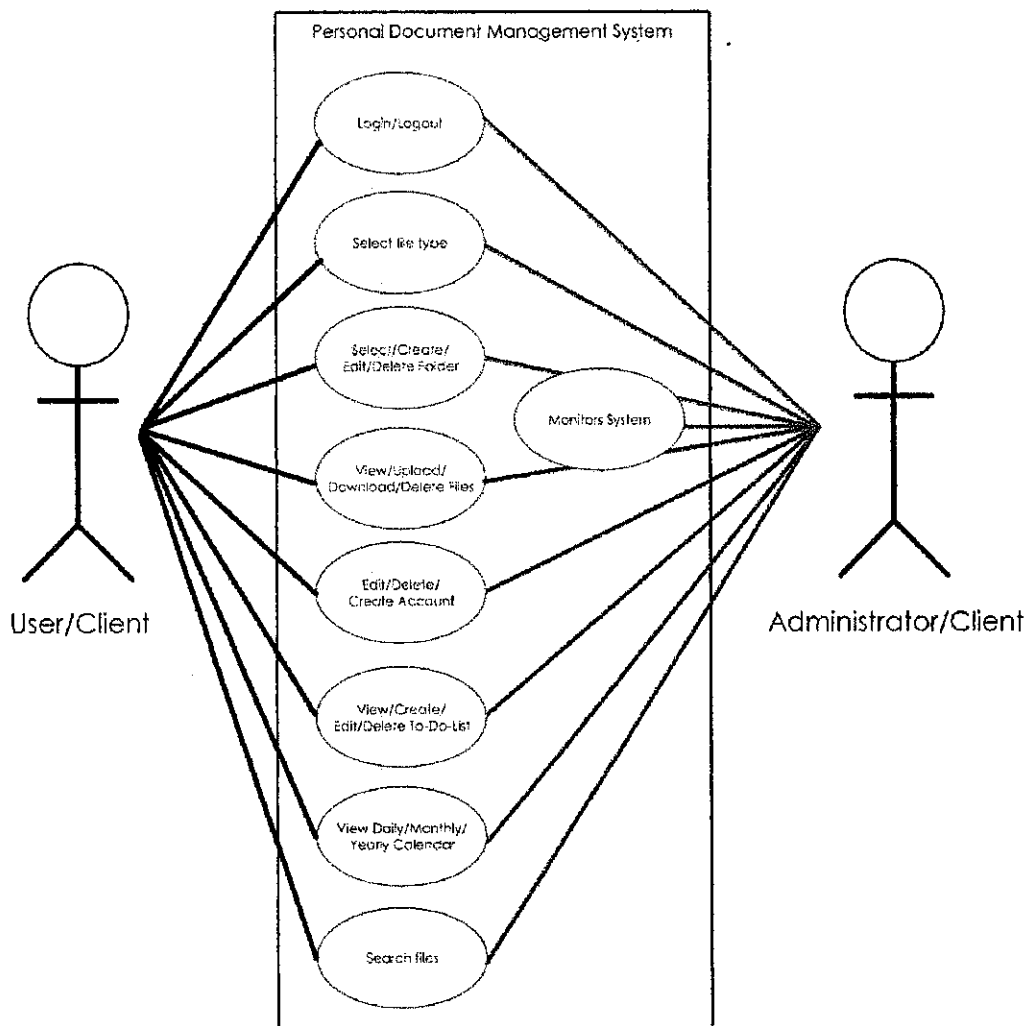 Personal Document Management System
Login/Logout
Select file type
Select/Create/
Edit/Delete Folder
Monitors System
View/Upload/
Download/Delete Files
Edit/Delete/
Create Account
User/Client
Administrator/Client
View/Create/
Edit/Delete To-Do-List
View Daily/Monthly/
Yearly Calendar
Search files